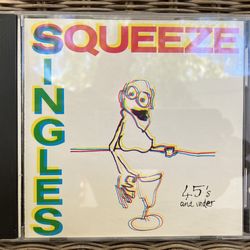 SQUEEZE
SINGLES
45's
and under